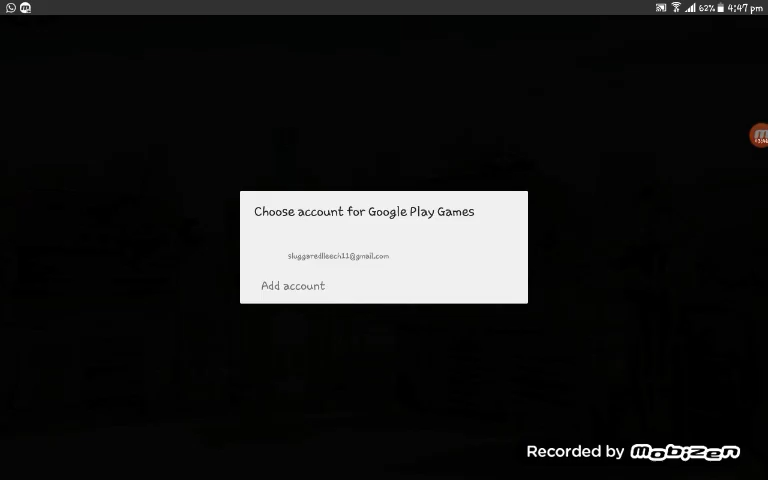 62% 4:47 pm
Choose account for Google Play Games
sluggaredleech11@gmail.com
Add account
Recorded by Mobizen